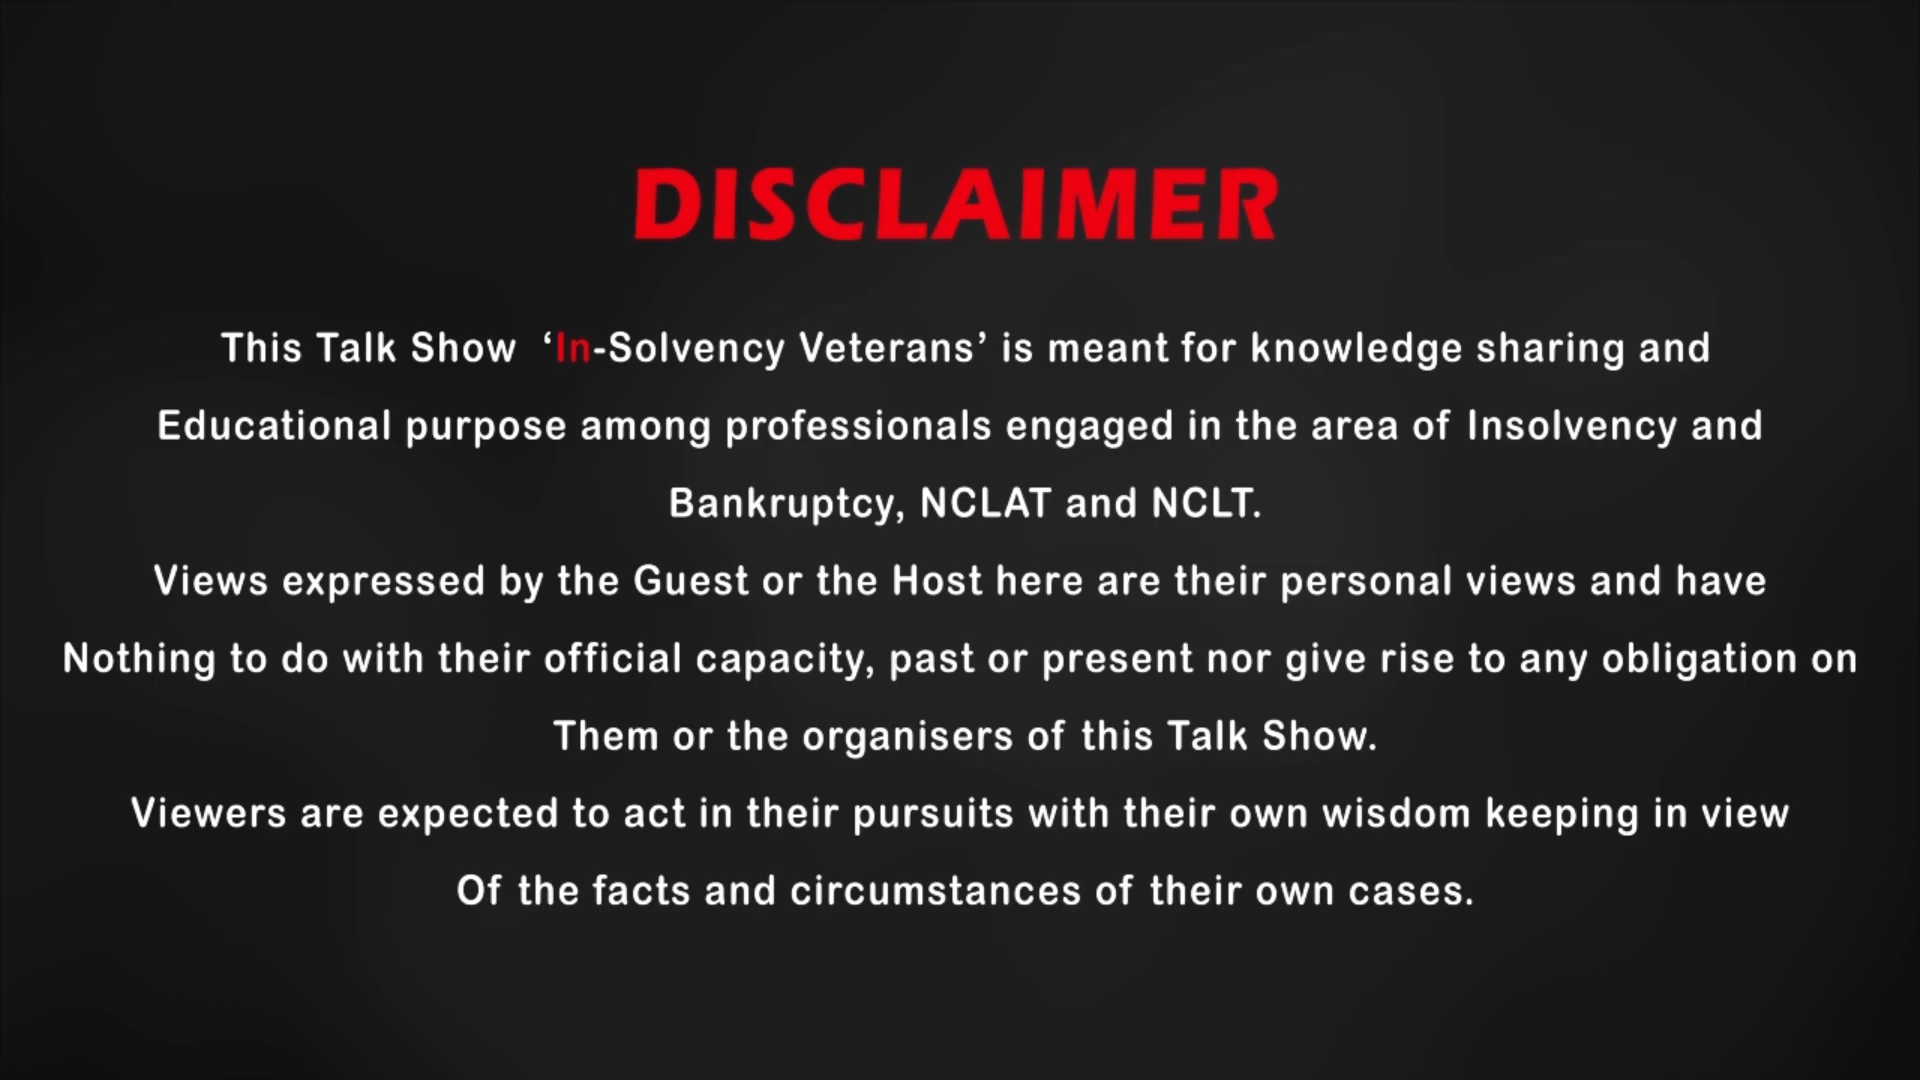 DISCLAIMER
This Talk Show ‘In-Solvency Veterans’ is meant for knowledge sharing and
Educational purpose among professionals engaged in the area of Insolvency and
Bankruptcy, NCLAT and NCLT.
Views expressed by the Guest or the Host here are their personal views and have
Nothing to do with their official capacity, past or present nor give rise to any obligation on
Them or the organisers of this Talk Show.
Viewers are expected to act in their pursuits with their own wisdom keeping in view
Of the facts and circumstances of their own cases.